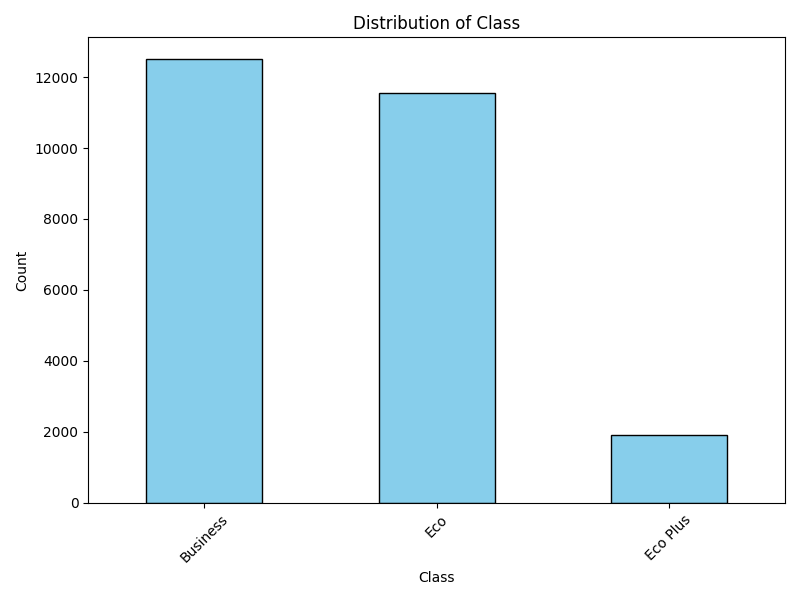 Distribution of Class
Count
12000
10000
8000
6000
4000
2000
0
Business
Eco
Eco Plus
Class